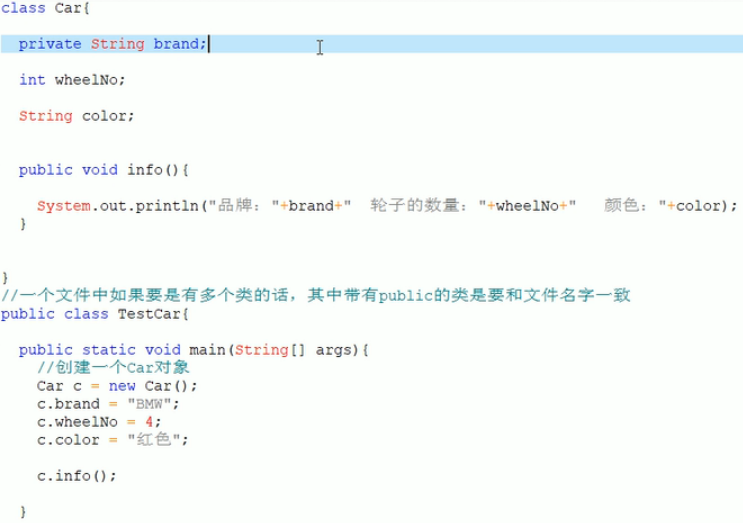 class Car{
private String brand;
int wheelNo;
String color;
public void info(){
System.out.println("品牌："+brand+" 轮子的数量："+wheelNo+" 颜色："+color);
}
}
//一个文件中如果要是有多个类的话，其中带有public的类是要和文件名字一致
public class TestCar{
public static void main(String[] args){
//创建一个Car对象
Car c = new Car();
c.brand = "BMW";
c.wheelNo = 4;
c.color = "红色";
c.info();
}